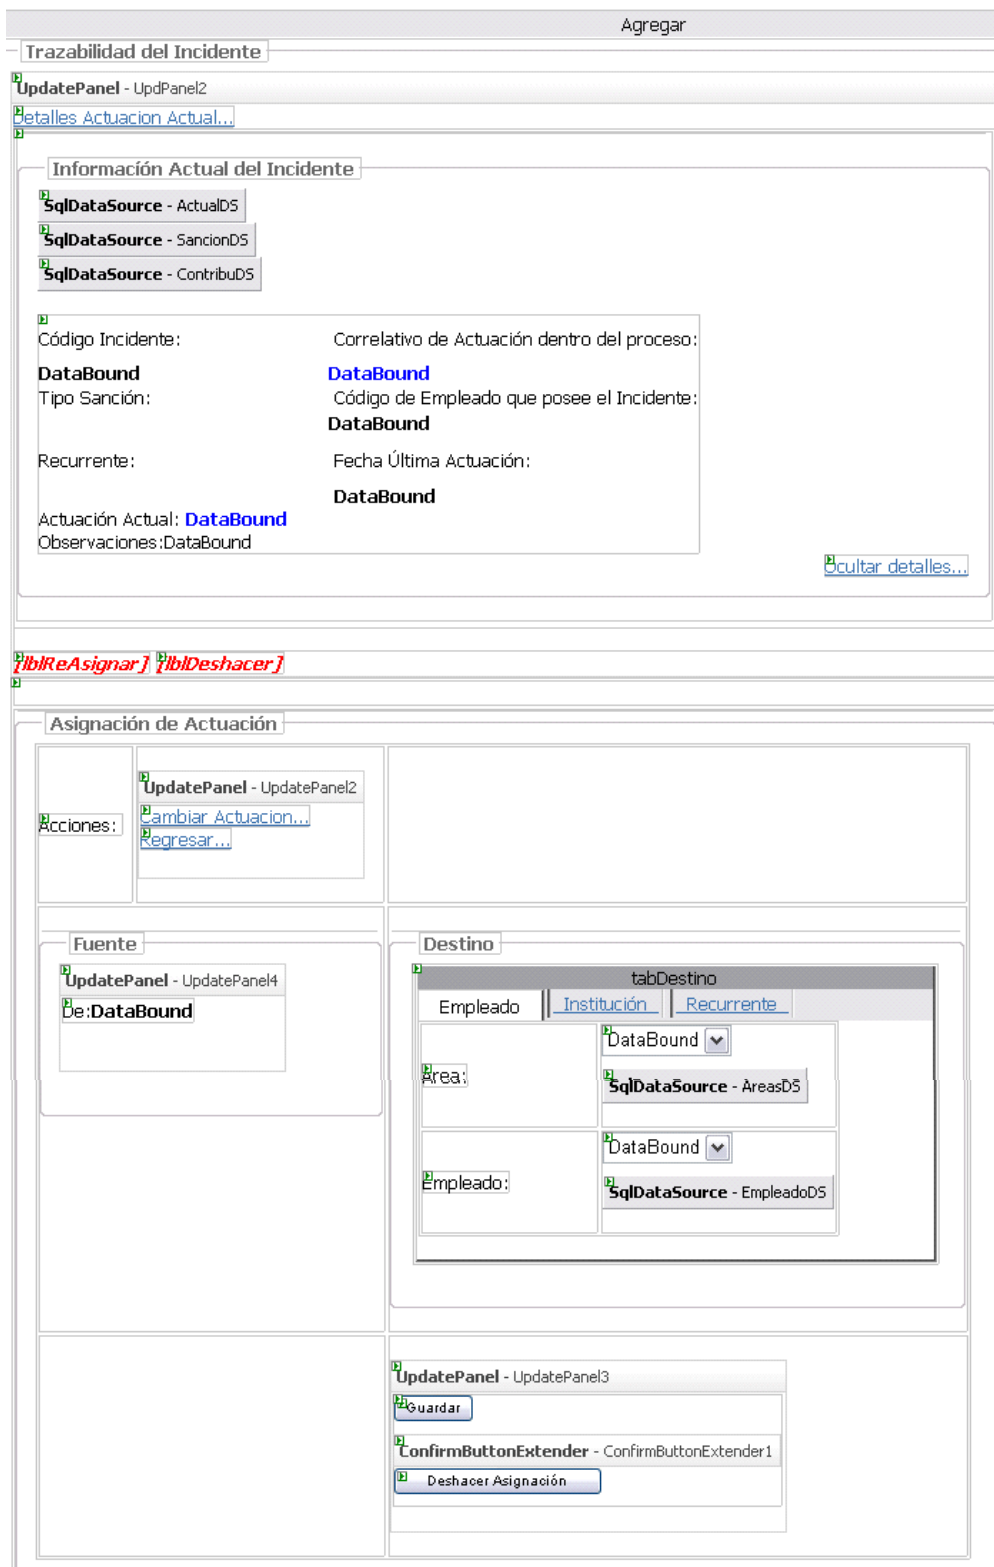 Agregar
Trazabilidad del Incidente
UpdatePanel - UpdPanel2
Detalles Actuacion Actual...
Informacíón Actual del Incidente
SqlDataSource - ActualDS
SqlDataSource - SancionDS
SqlDataSource - ContribuDS
Código Incidente: Correlativo de Actuación dentro del proceso:
DataBound DataBound
Tipo Sanción: Código de Empleado que posee el Incidente:
DataBound
Recurrente: Fecha Última Actuación:
DataBound
Actuación Actual: DataBound
Observaciones:DataBound
Ocultar detalles...
[lblReAsignar] [lblDeshacer]
Asignación de Actuación
UpdatePanel - UpdatePanel2
Cambiar Actuacion...
Acciones:
Regresar...
Fuente Destino
UpdatePanel - UpdatePanel4 tabDestino
De:DataBound Empleado Institución Recurrente
DataBound
Area:
SqlDataSource - AreasDS
DataBound
Empleado:
SqlDataSource - EmpleadoDS
UpdatePanel - UpdatePanel3
Guardar
ConfirmButtonExtender - ConfirmButtonExtender1
Deshacer Asignación